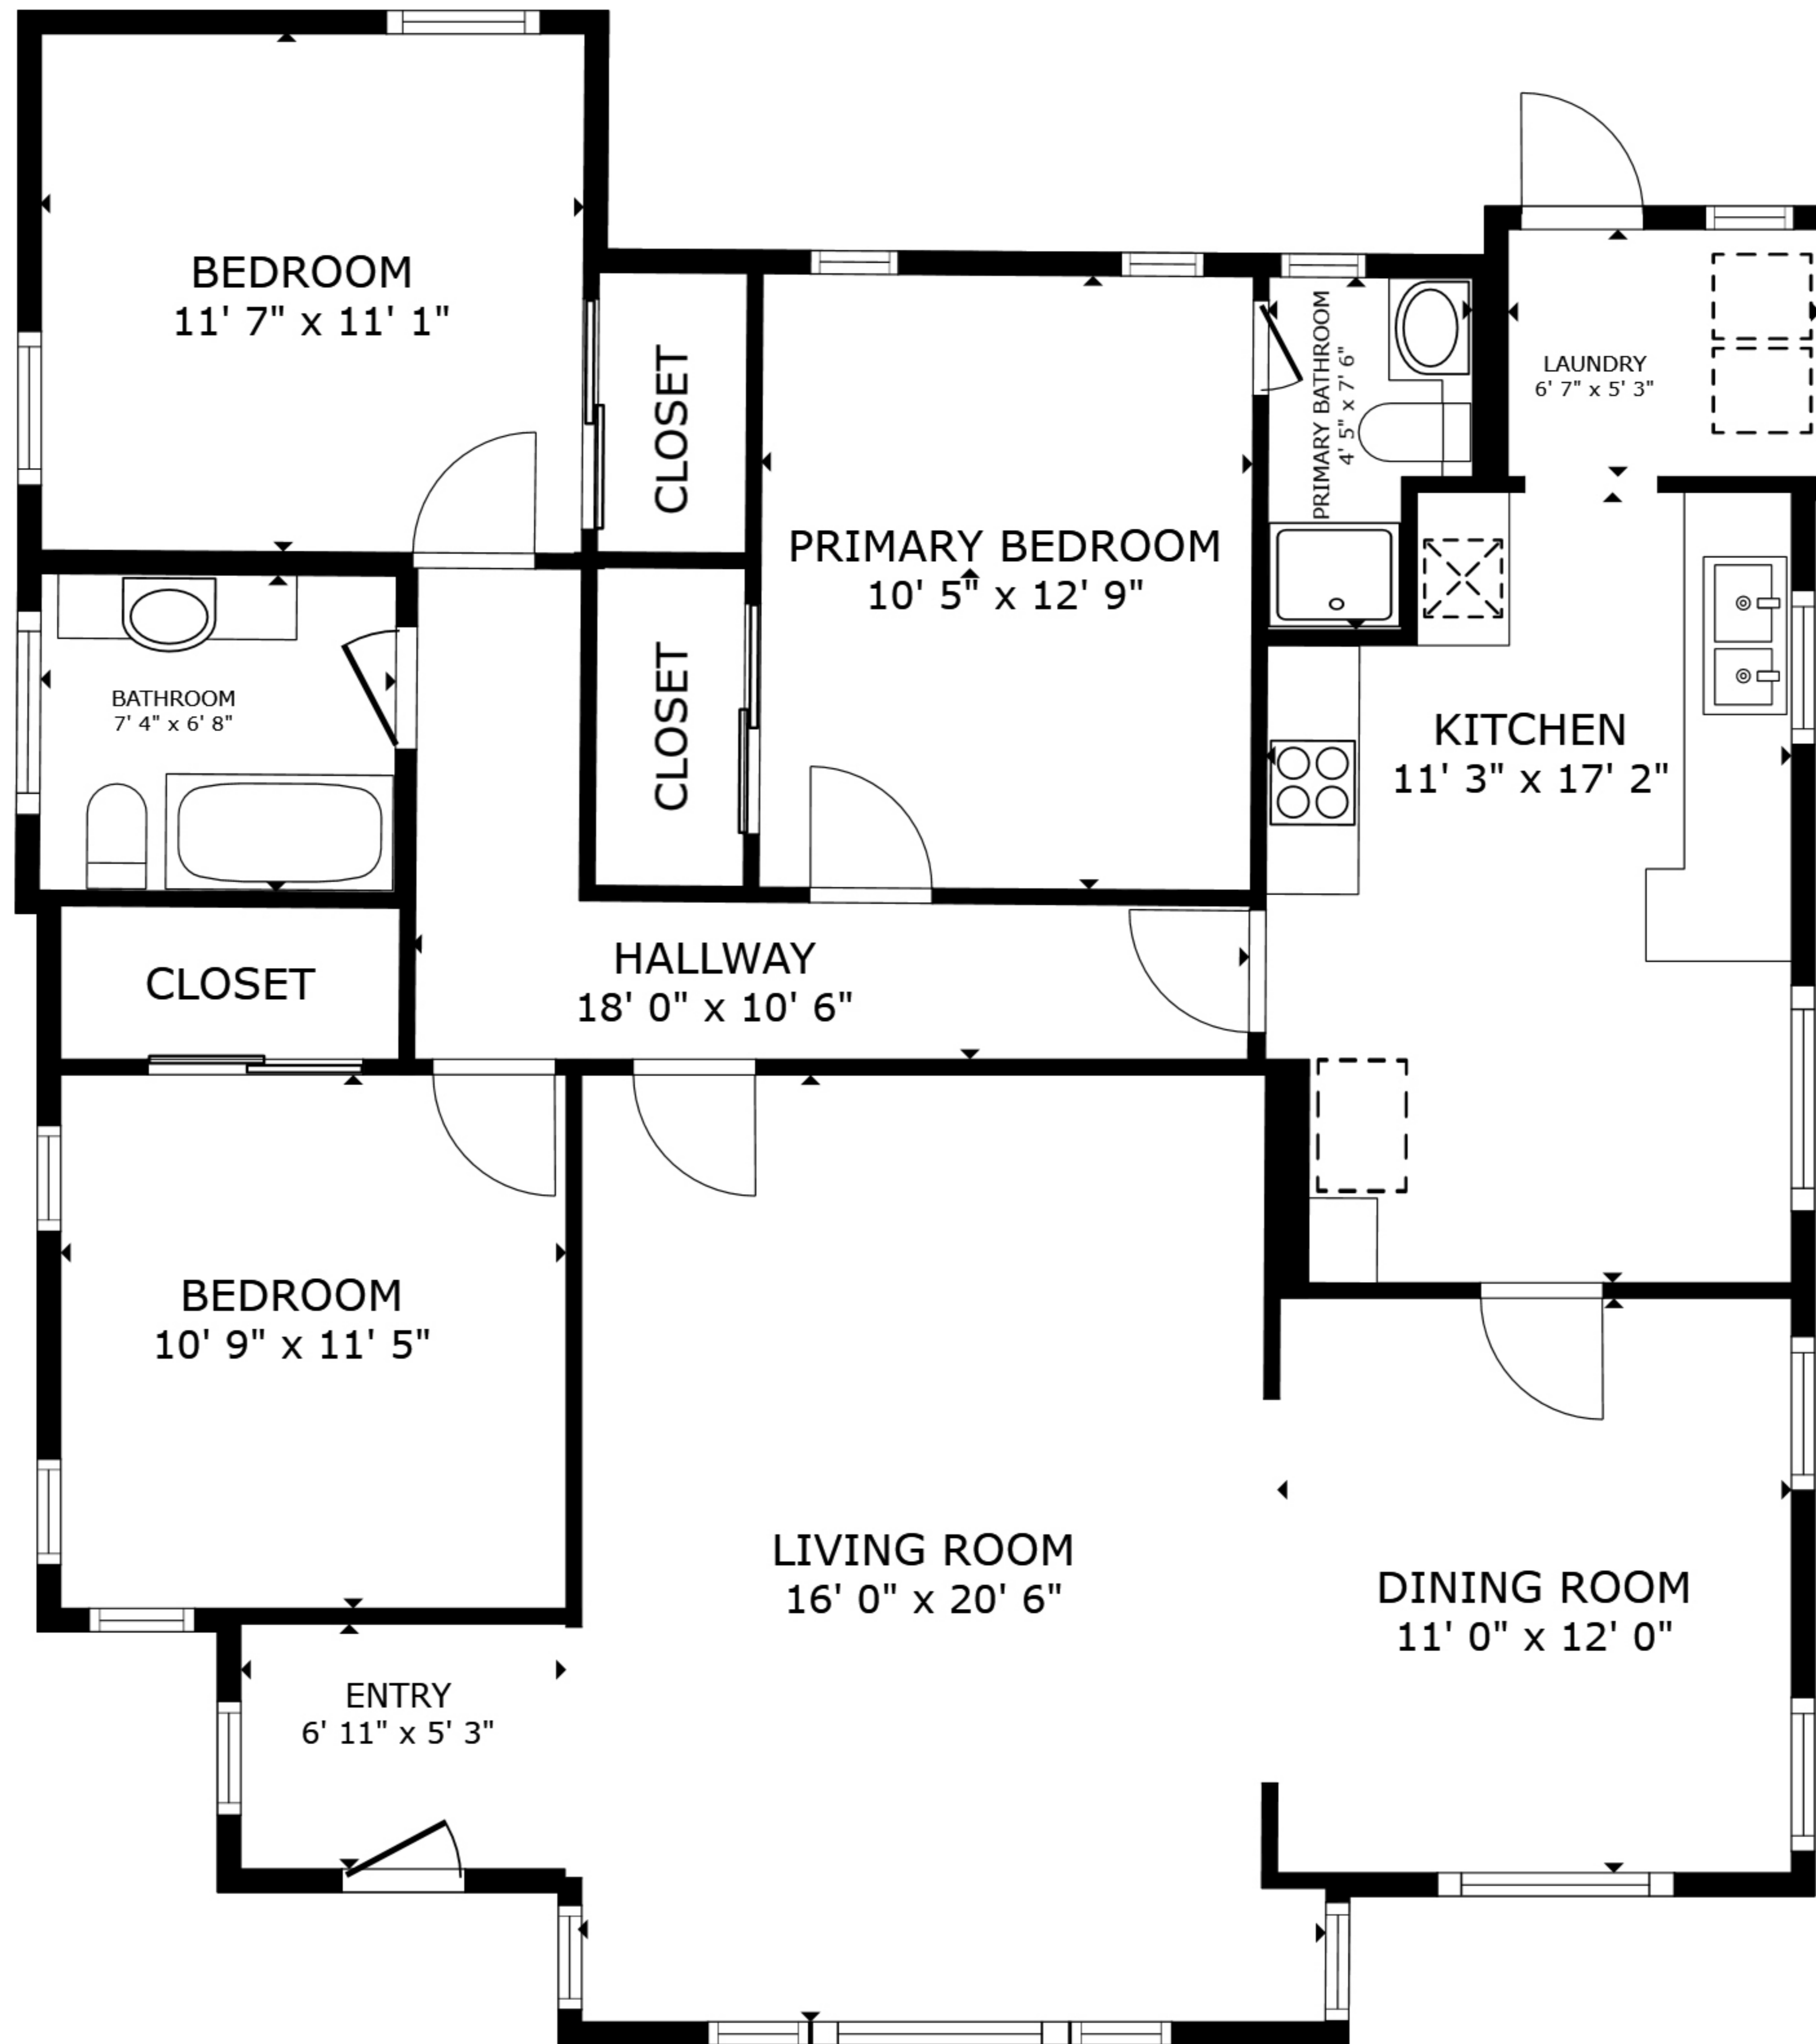 BEDROOM
11' 7" x 11' 1"
CLOSET
PRIMARY BEDROOM
10' 5" x 12' 9"
PRIMARY BATHROOM
4' 5" x 7' 6"
LAUNDRY
6' 7" x 5' 3"
BATHROOM
7' 4" x 6' 8"
CLOSET
KITCHEN
11' 3" x 17' 2"
CLOSET
HALLWAY
18' 0" x 10' 6"
BEDROOM
10' 9" x 11' 5"
LIVING ROOM
16' 0" x 20' 6"
DINING ROOM
11' 0" x 12' 0"
ENTRY
6' 11" x 5' 3"